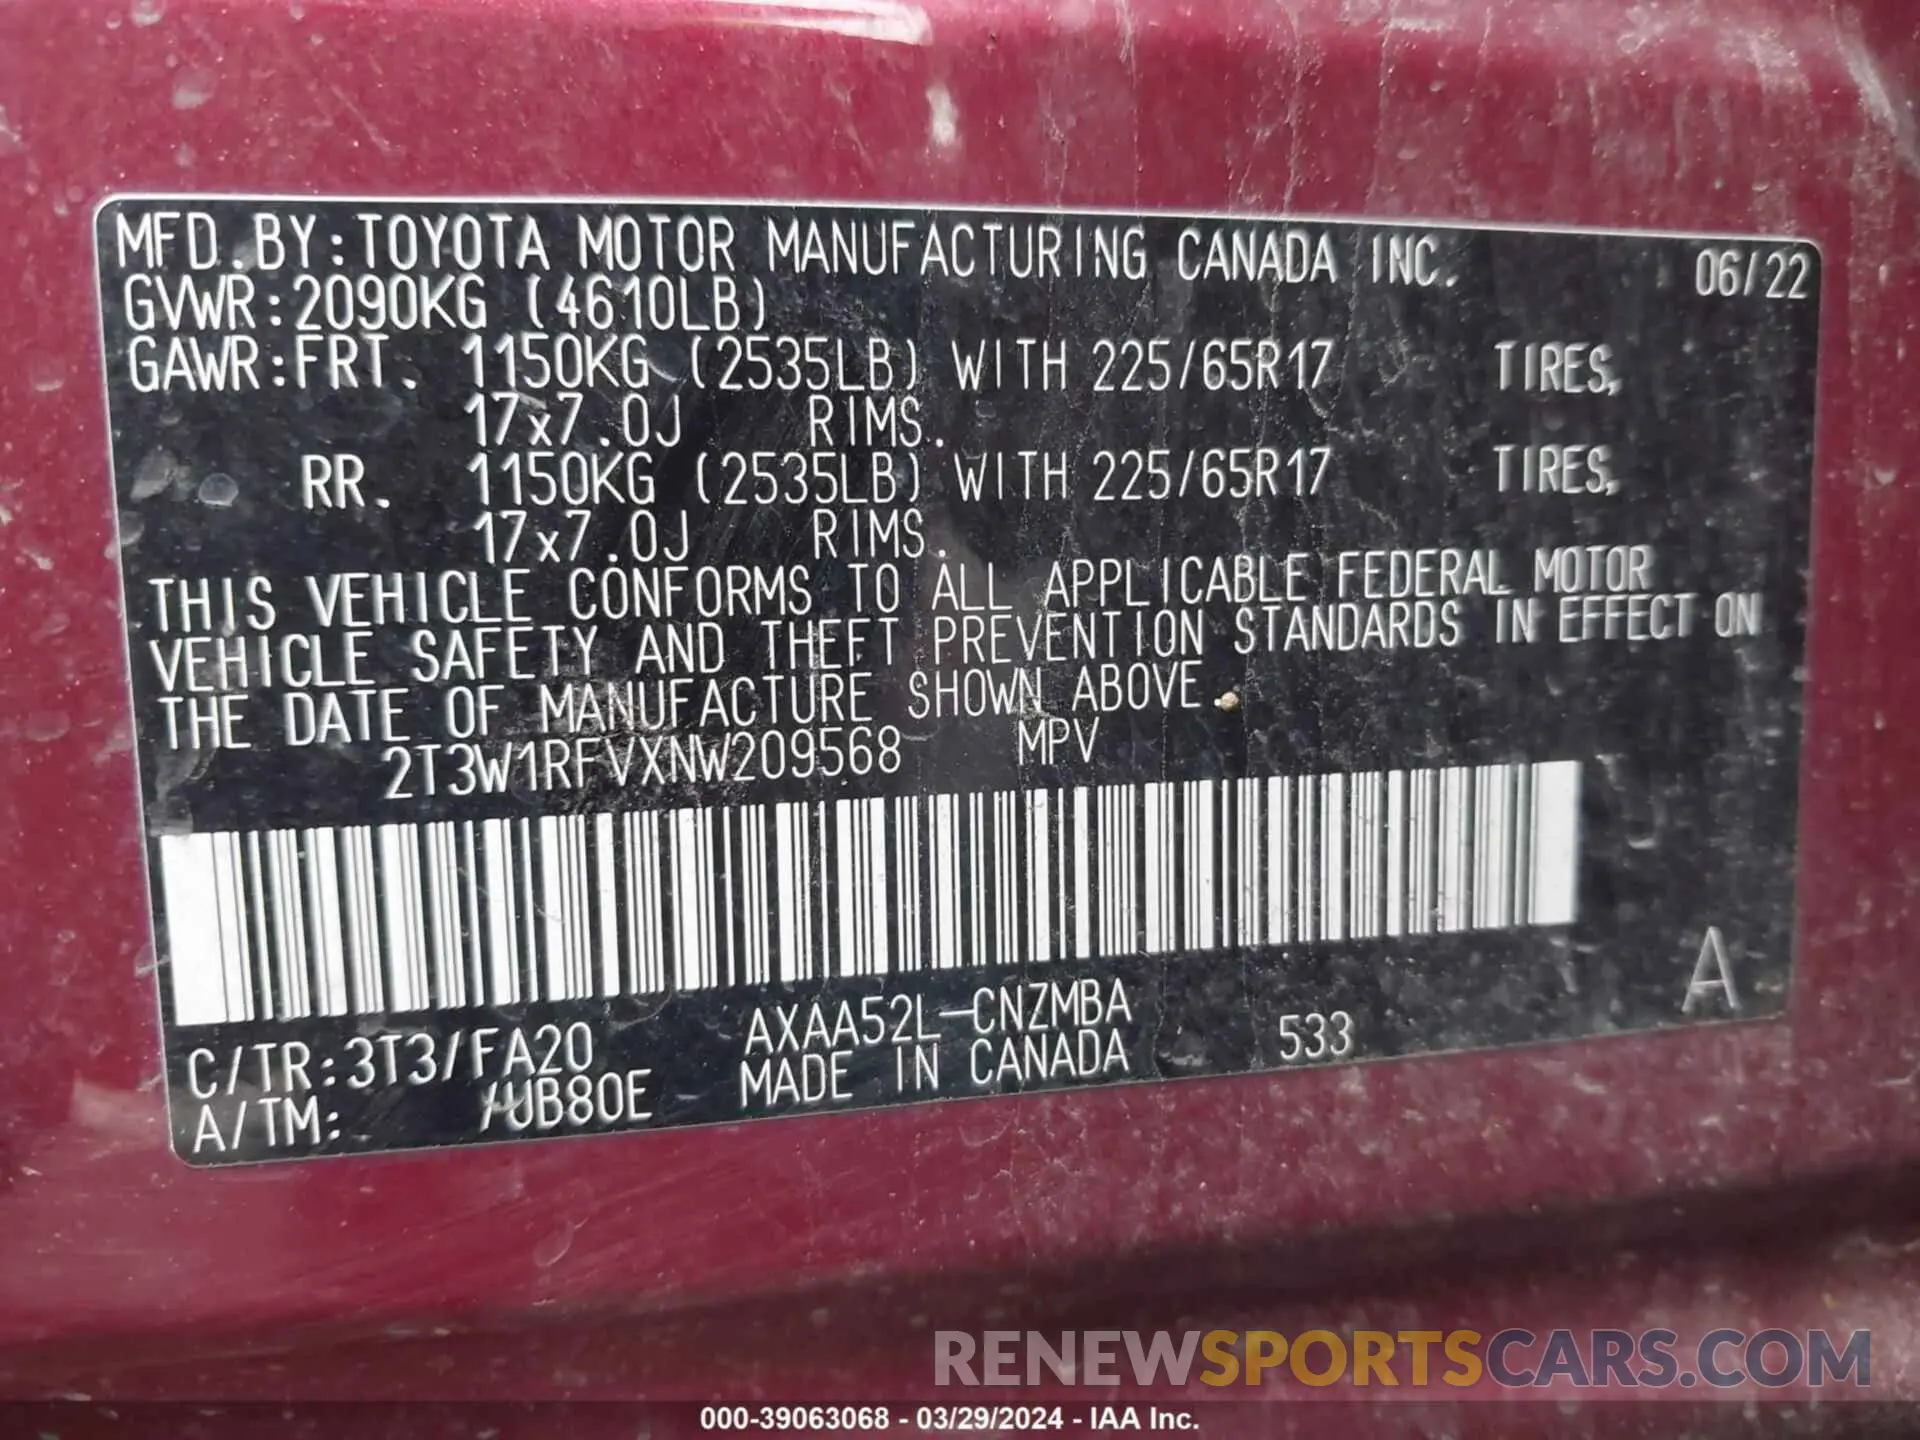 MFD.BY:TOYOTA MOTOR MANUFACTURING CANADA INC. 06/22
GVWR:2090KG (4610LB)
GAWR:FRT. 1150KG (2535LB) WITH 225/65R17 TIRES,
17x7.0J RIMS.
RR. 1150KG (2535LB) WITH 225/65R17 TIRES,
17x7.0J RIMS.
THIS VEHICLE CONFORMS TO ALL APPLICABLE FEDERAL MOTOR
VEHICLE SAFETY AND THEFT PREVENTION STANDARDS IN EFFECT ON
THE DATE OF MANUFACTURE SHOWN ABOVE.
2T3W1RFVXNW209568 MPV
A
C/TR:3T3/FA20 AXAA52L-CNZMBA
A/TM: /UB80E MADE IN CANADA 533
RENEWSPORTSCARS.COM
000-39063068 - 03/29/2024 - IAA Inc.